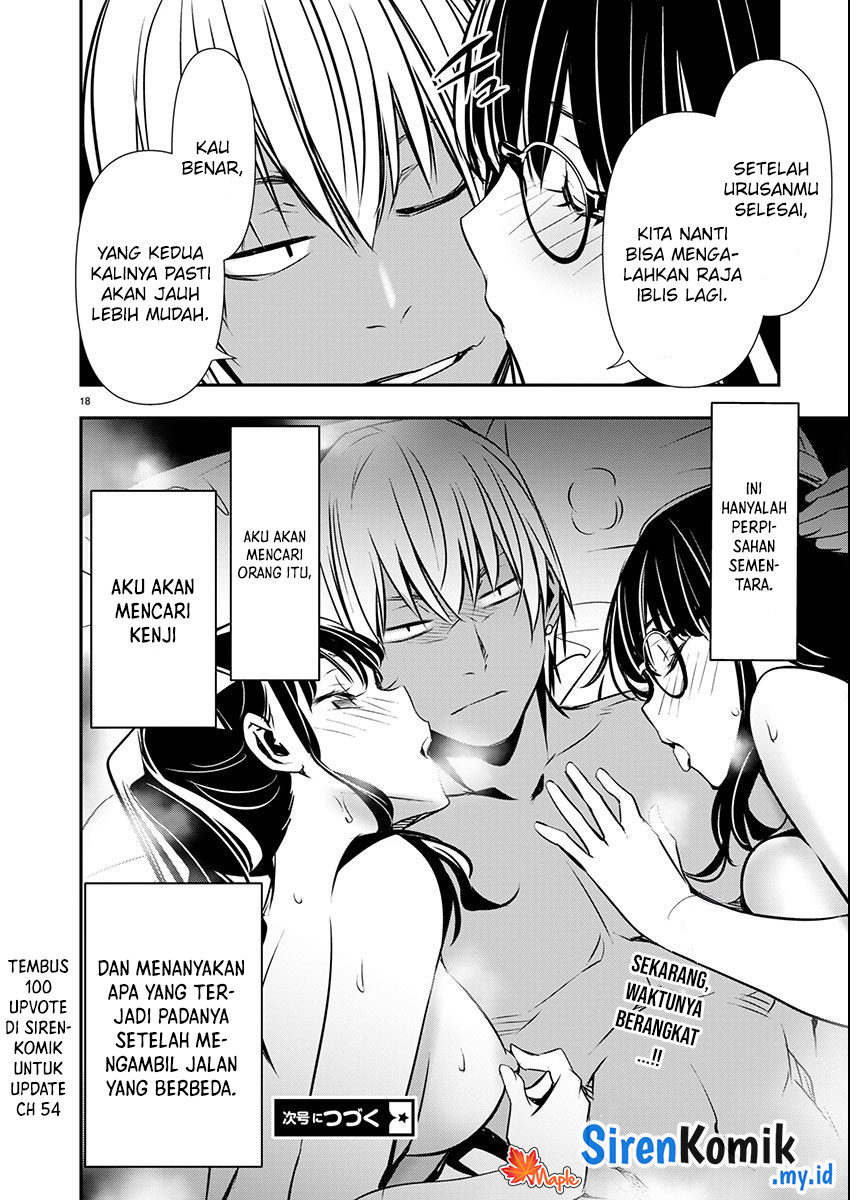 チュ
SETELAH
URUSANMU
SELESAI,
KITA NANTI
BISA MENGA-
LAHKAN RAJA
IBLIS LAGI.
KAU
BENAR,
YANG KEDUA
KALINYA PASTI
AKAN JAUH
LEBIH MUDAH.
18
INI
HANYALAH
PERPI-
SAHAN
SEMEN-
TARA.
AKU AKAN
MENCARI
ORANG ITU,
AKU AKAN
MENCARI
KENJI
DAN MENANYAKAN
APA YANG TER-
JADI PADANYA
SETELAH ME-
NGAMBIL JALAN
YANG BERBEDA.
SEKARANG,
WAKTUNYA
BERANGKAT
...!!
TEMBUS
100
UPVOTE
DI SIREN-
KOMIK
UNTUK
UPDATE
CH 54
次号につづく
Maple
SirenKomik
.my.id